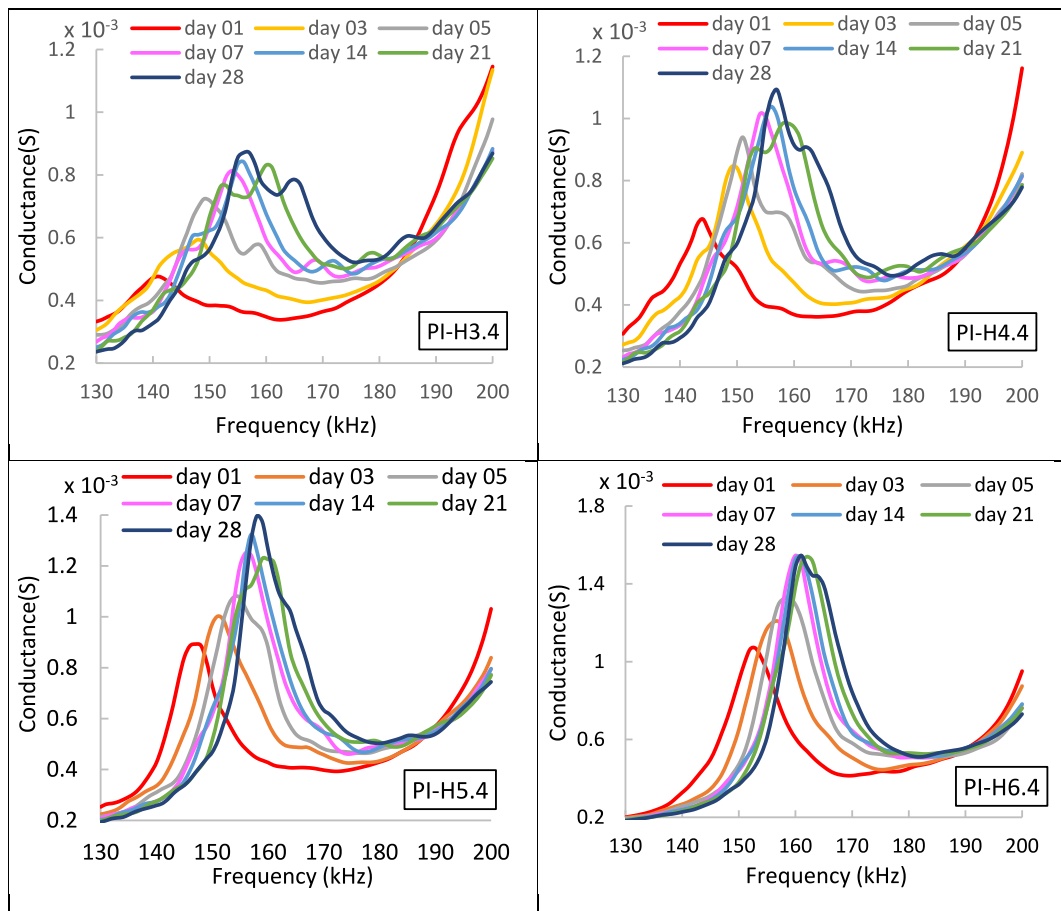 x 10-3
day 01 day 03 day 05
day 07 day 14 day 21
day 28
1.2
1
0.8
0.6
0.4
0.2
Conductance(S)
PI-H3.4
130 140 150 160 170 180 190 200
Frequency (kHz)
x 10-3
day 01 day 03 day 05
day 07 day 14 day 21
day 28
1.2
1
0.8
0.6
0.4
0.2
Conductance(S)
PI-H4.4
130 140 150 160 170 180 190 200
Frequency (kHz)
x 10-3
day 01 day 03 day 05
day 07 day 14 day 21
day 28
1.4
1.2
1.0
0.8
0.6
0.4
0.2
Conductance(S)
PI-H5.4
130 140 150 160 170 180 190 200
Frequency (kHz)
x 10-3
day 01 day 03 day 05
day 07 day 14 day 21
day 28
1.8
1.4
1
0.6
0.2
Conductance(S)
PI-H6.4
130 140 150 160 170 180 190 200
Frequency (kHz)